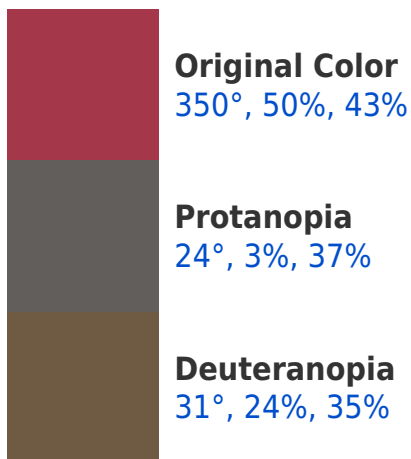 Original Color
350°, 50%, 43%
Protanopia
24°, 3%, 37%
Deuteranopia
31°, 24%, 35%